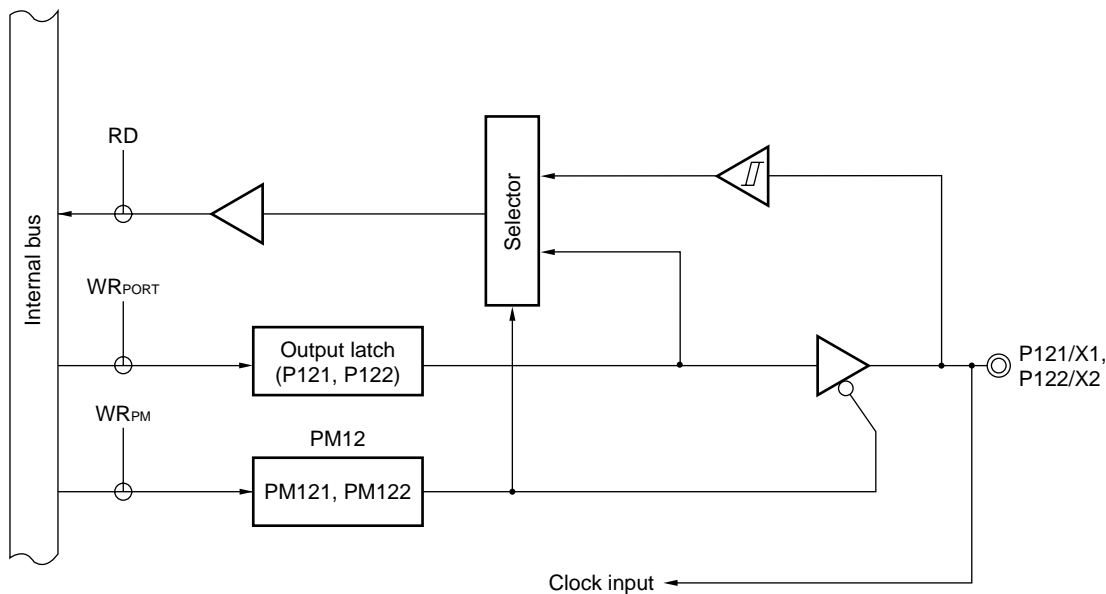 Internal bus
RD
Selector
WRPORT
Output latch
(P121, P122)
P121/X1,
P122/X2
WRPM
PM12
PM121, PM122
Clock input